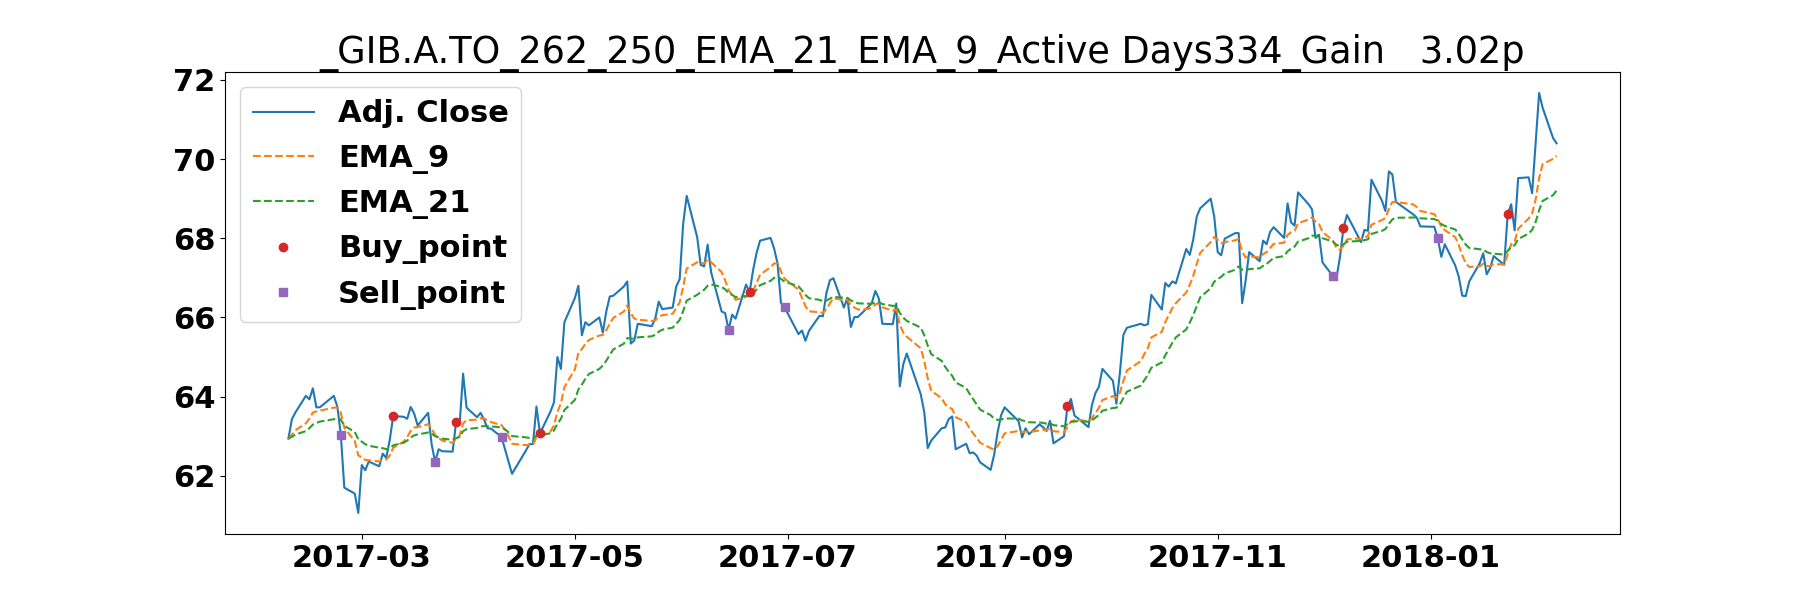 _GIB.A.TO_262_250_EMA_21_EMA_9_Active Days334_Gain   3.02p
72
70
68
66
64
62
Adj. Close
EMA_9
EMA_21
Buy_point
Sell_point
2017-03 2017-05 2017-07 2017-09 2017-11 2018-01